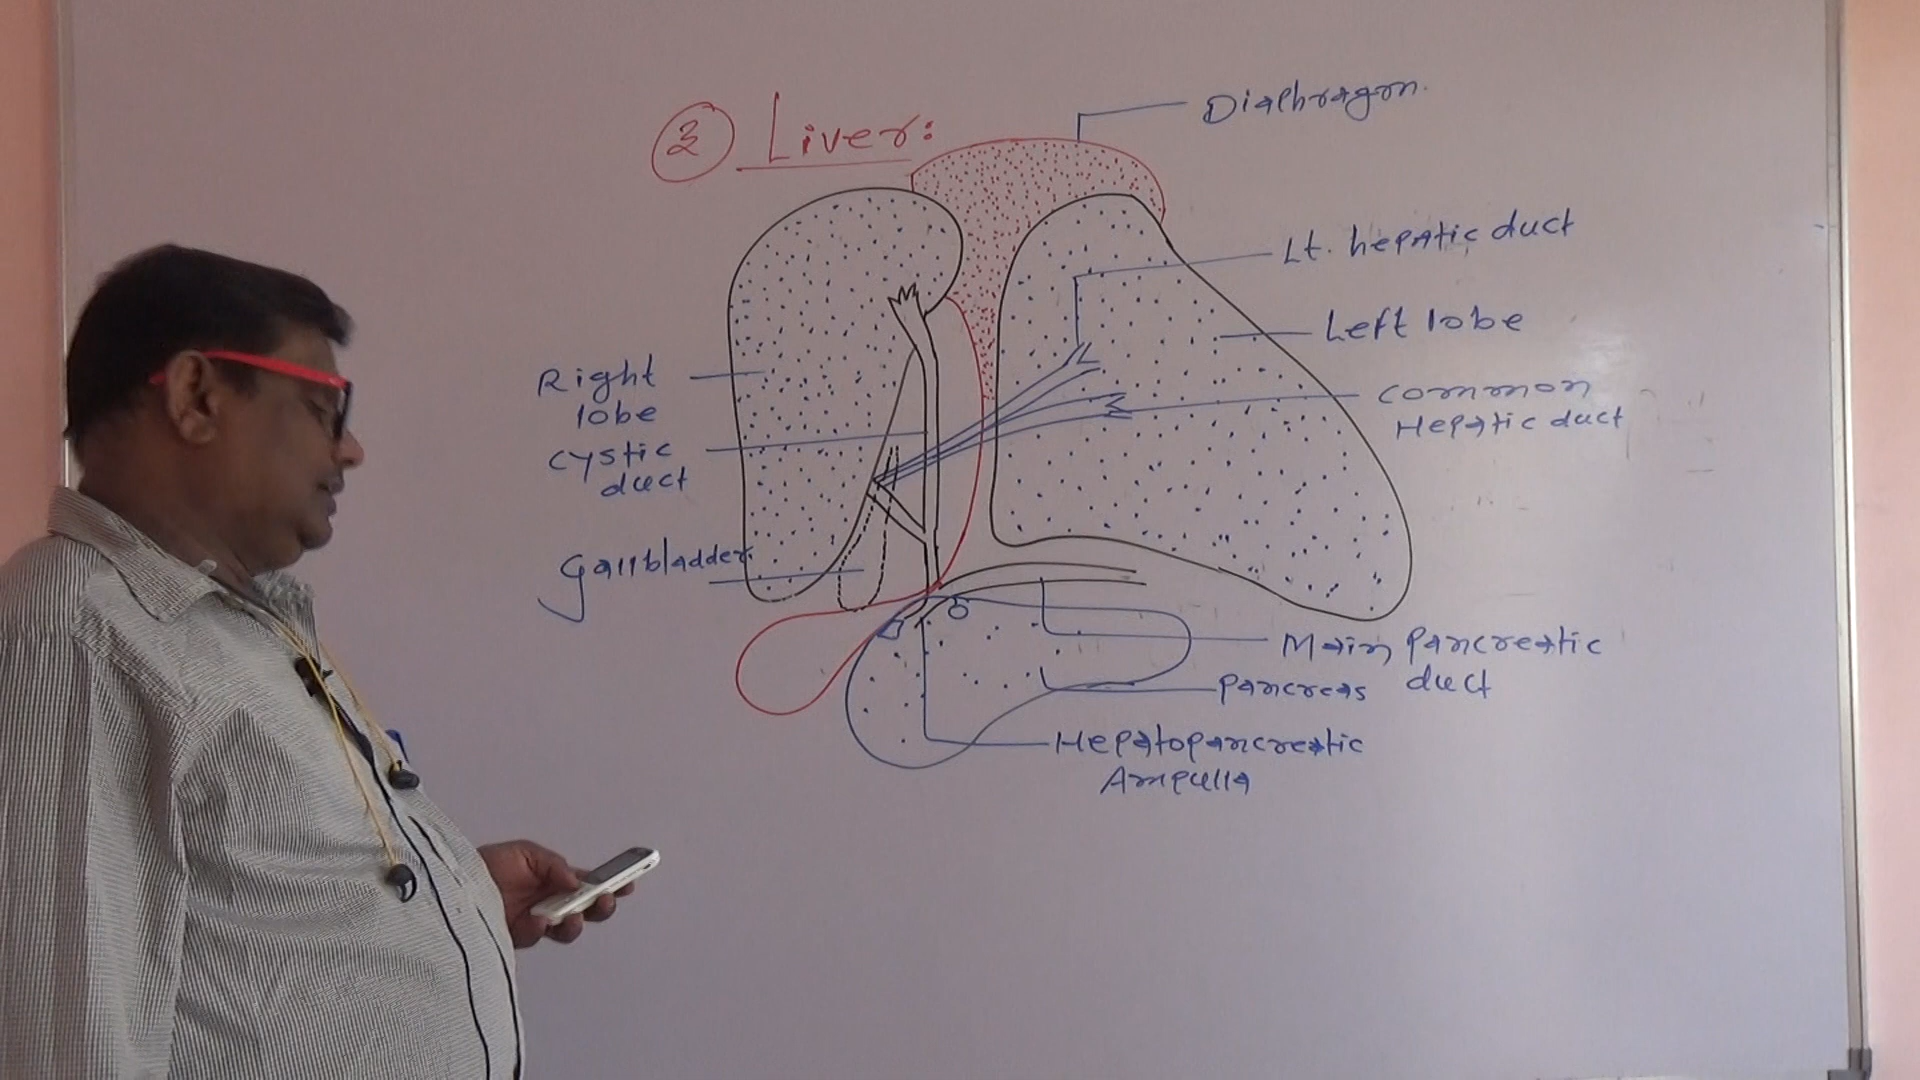 3 Liver:
Diaphragm.
Lt. hepatic duct
Left lobe
Right
lobe
common
Hepatic duct
cystic
duct
Gallbladder
Main Pancreatic
duct
Pancreas
Hepatopancreatic
Ampulla